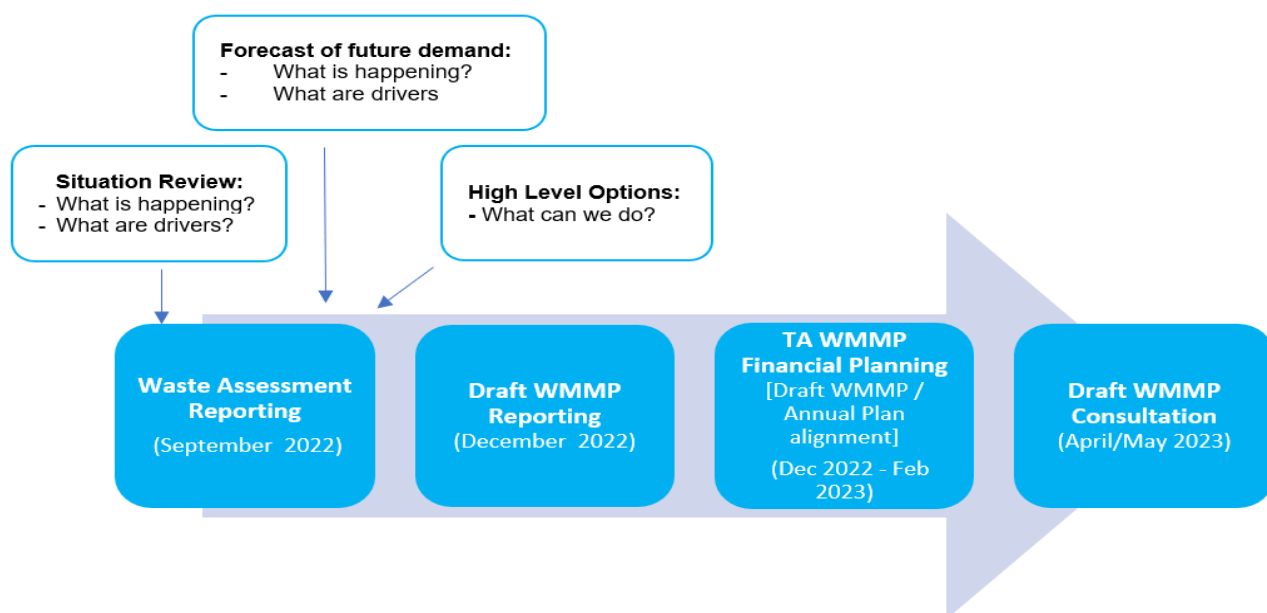 Forecast of future demand:
- What is happening?
- What are drivers
Situation Review:
- What is happening?
- What are drivers?
High Level Options:
- What can we do?
Waste Assessment
Reporting
(September 2022)
Draft WMMP
Reporting
(December 2022)
TA WMMP
Financial Planning
[Draft WMMP /
Annual Plan
alignment]
(Dec 2022 - Feb
2023)
Draft WMMP
Consultation
(April/May 2023)